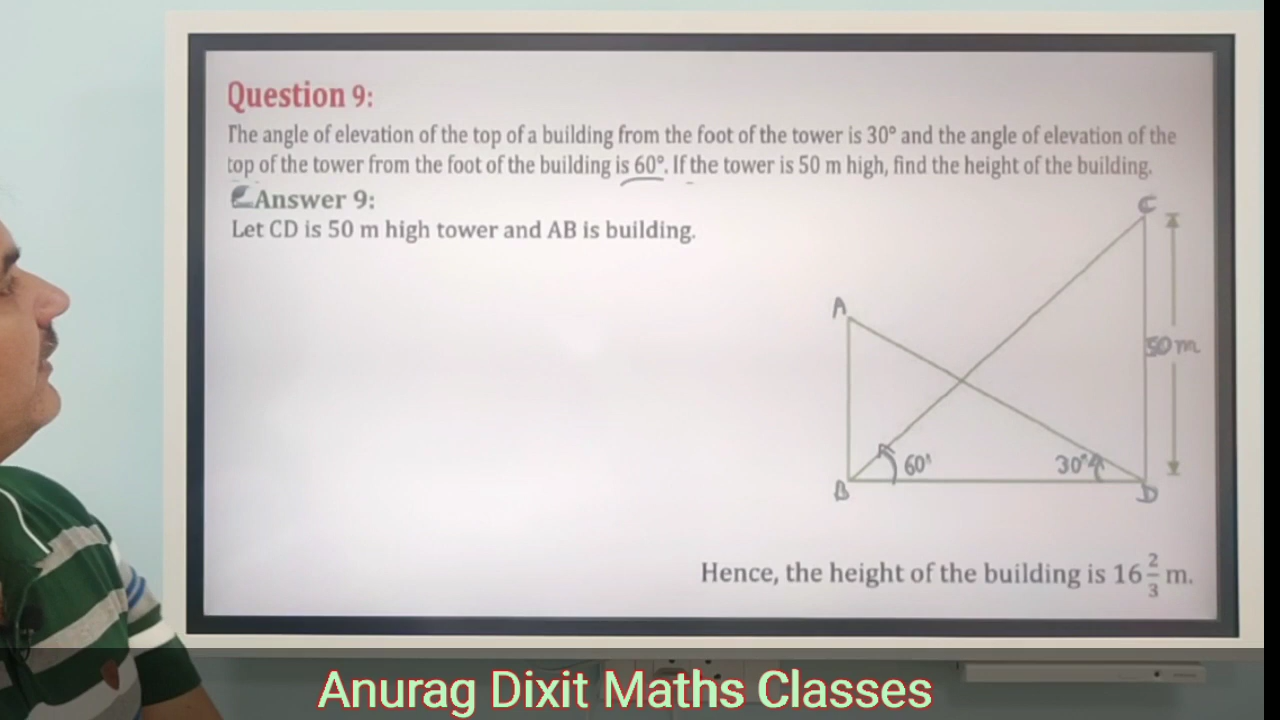 Question 9:
The angle of elevation of the top of a building from the foot of the tower is 30° and the angle of elevation of the
top of the tower from the foot of the building is 60°. If the tower is 50 m high, find the height of the building.
Answer 9:
Let CD is 50 m high tower and AB is building.
C
A
50m
60°
30°
B
D
Hence, the height of the building is 16 2/3 m.
Anurag Dixit Maths Classes